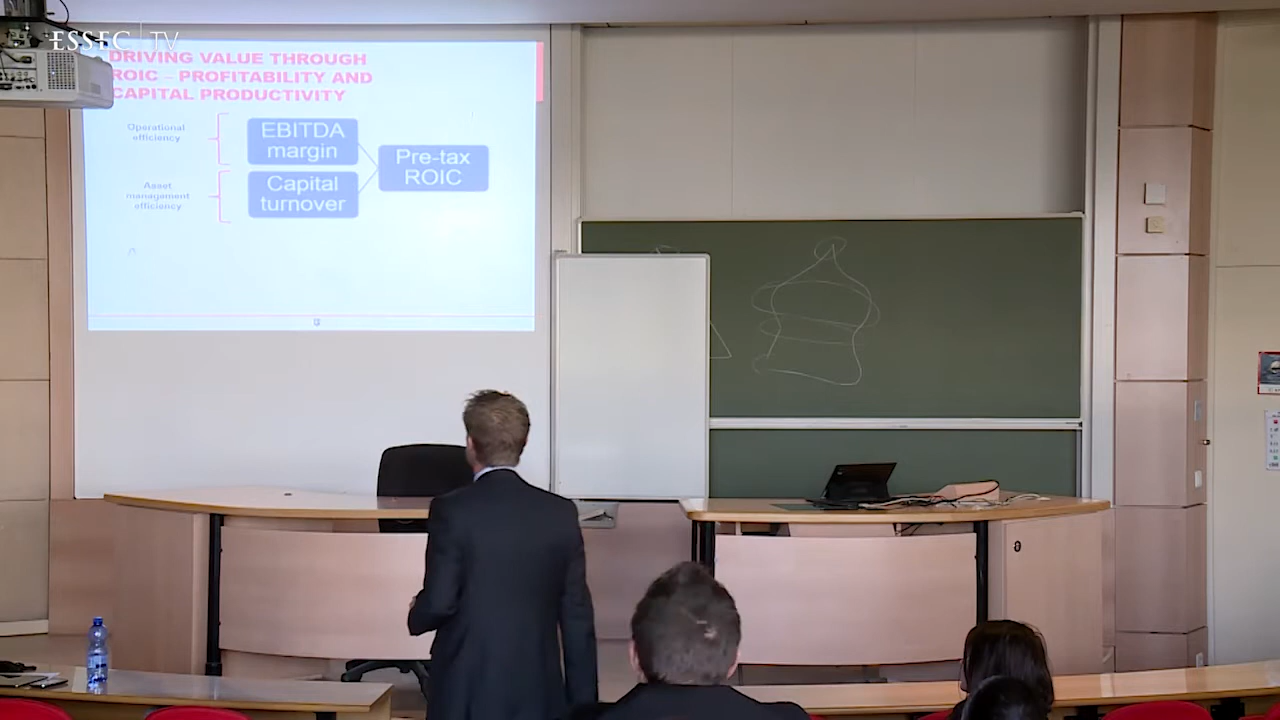 ESSEC TV
DRIVING VALUE THROUGH
ROIC – PROFITABILITY AND
CAPITAL PRODUCTIVITY
Operational
efficiency
EBITDA
margin
Pre-tax
ROIC
Asset
management
efficiency
Capital
turnover